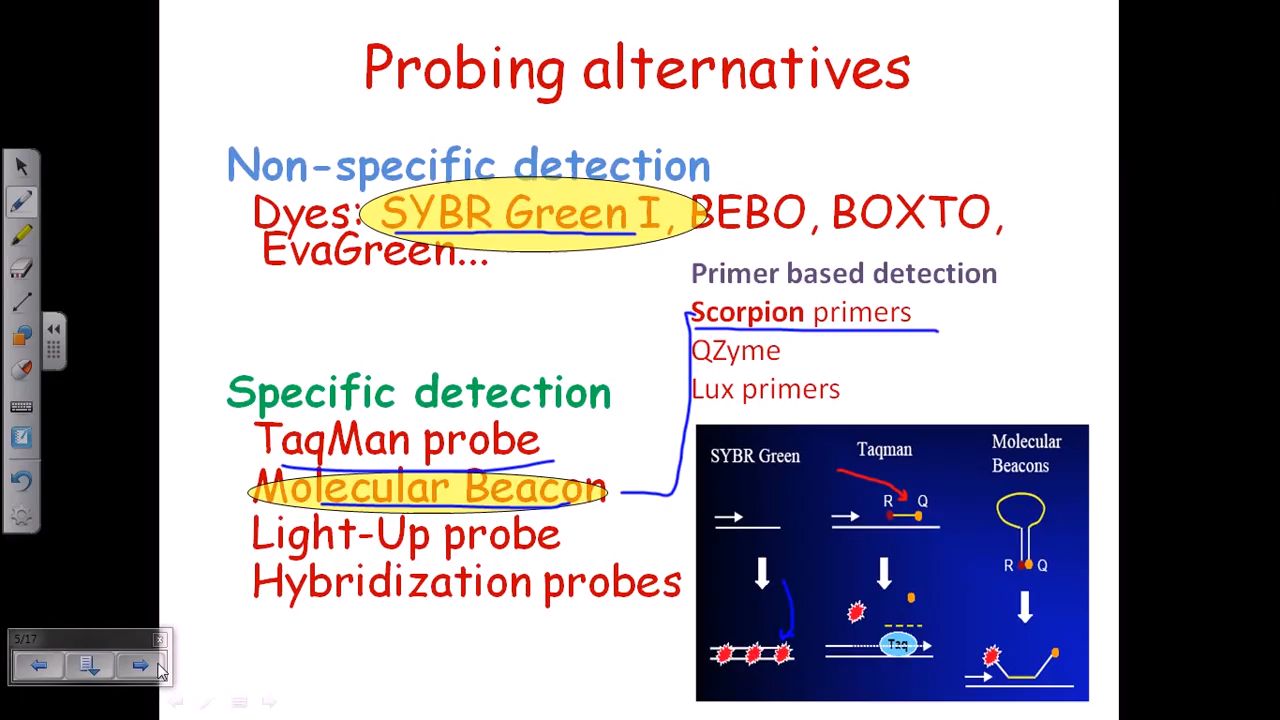 Probing alternatives
Non-specific detection
Dyes: SYBR Green I, BEBO, BOXTO,
EvaGreen...
Primer based detection
Scorpion primers
QZyme
Lux primers
Specific detection
TaqMan probe
Molecular Beacon
Light-Up probe
Hybridization probes
SYBR Green
Taqman
R Q
Taq
Molecular
Beacons
R Q
5/17